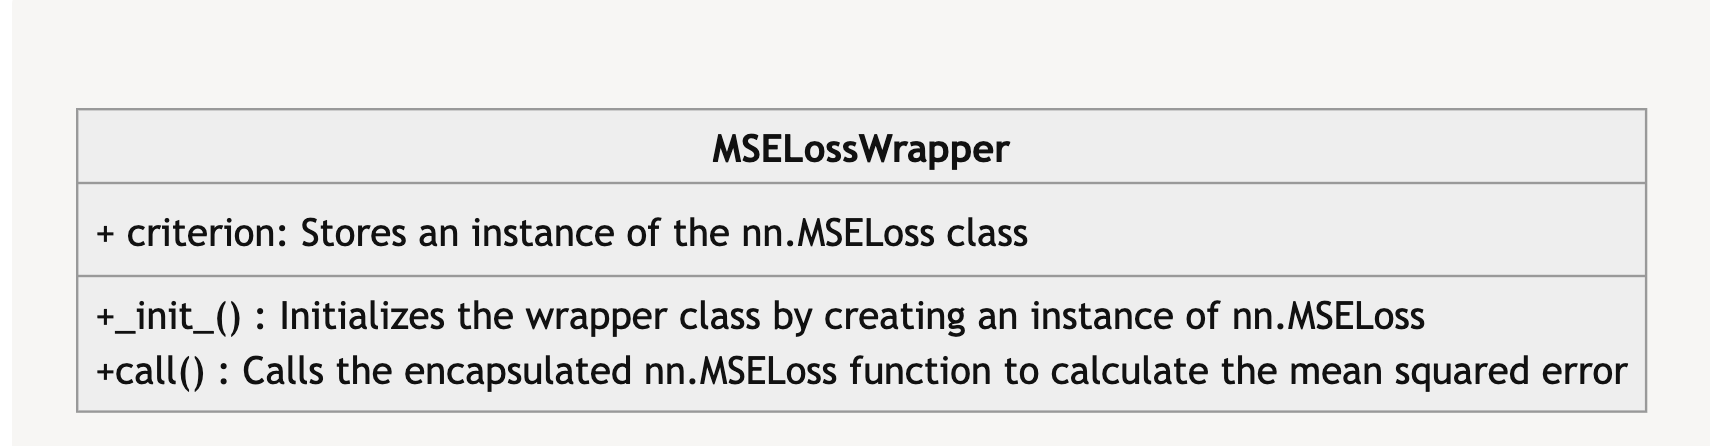 MSELossWrapper
+ criterion: Stores an instance of the nn.MSELoss class
+_init_() : Initializes the wrapper class by creating an instance of nn.MSELoss
+call() : Calls the encapsulated nn.MSELoss function to calculate the mean squared error